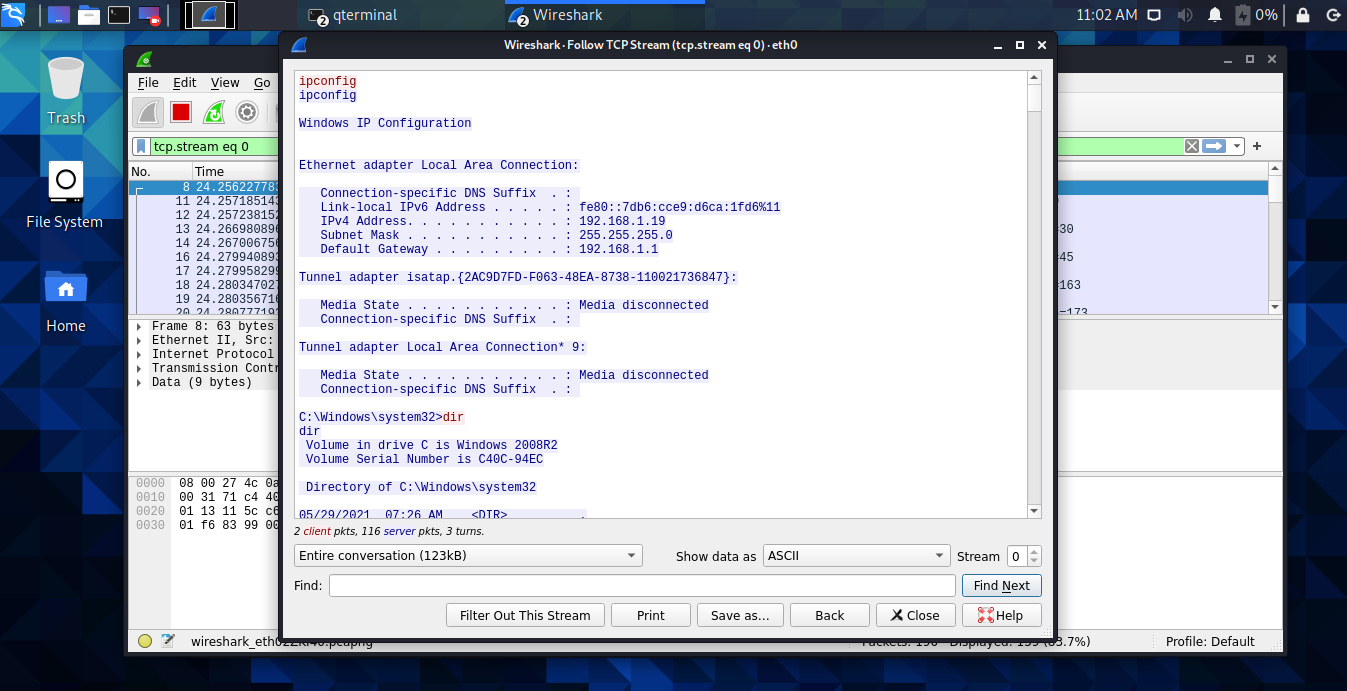 qterminal
Wireshark
11:02 AM
0%
Trash
File System
Home
Wireshark · Follow TCP Stream (tcp.stream eq 0) · eth0
File Edit View Go
tcp.stream eq 0
No. Time
8 24.256227783
11 24.257185143
12 24.257238152
13 24.266980896
14 24.267006756
16 24.279940893
17 24.279958299
18 24.280347027
19 24.280356716
20 24.280777193
=30
=45
=163
=173
Frame 8: 63 bytes
Ethernet II, Src:
Internet Protocol
Transmission Contr
Data (9 bytes)
0000 08 00 27 4c 0a
0010 00 31 71 c4 40
0020 01 13 11 5c c6
0030 01 f6 83 99 00
ipconfig
ipconfig
Windows IP Configuration
Ethernet adapter Local Area Connection:
Connection-specific DNS Suffix . :
Link-local IPv6 Address . . . . . : fe80::7db6:cce9:d6ca:1fd6%11
IPv4 Address. . . . . . . . . . . : 192.168.1.19
Subnet Mask . . . . . . . . . . . : 255.255.255.0
Default Gateway . . . . . . . . . : 192.168.1.1
Tunnel adapter isatap.{2AC9D7FD-F063-48EA-8738-110021736847}:
Media State . . . . . . . . . . . : Media disconnected
Connection-specific DNS Suffix . :
Tunnel adapter Local Area Connection* 9:
Media State . . . . . . . . . . . : Media disconnected
Connection-specific DNS Suffix . :
C:\Windows\system32>dir
dir
Volume in drive C is Windows 2008R2
Volume Serial Number is C40C-94EC
Directory of C:\Windows\system32
05/29/2021 07:26 AM <DIR> .
2 client pkts, 116 server pkts, 3 turns.
Entire conversation (123kB)
Show data as ASCII
Stream 0
Find:
Find Next
Filter Out This Stream
Print
Save as...
Back
Close
Help
Profile: Default